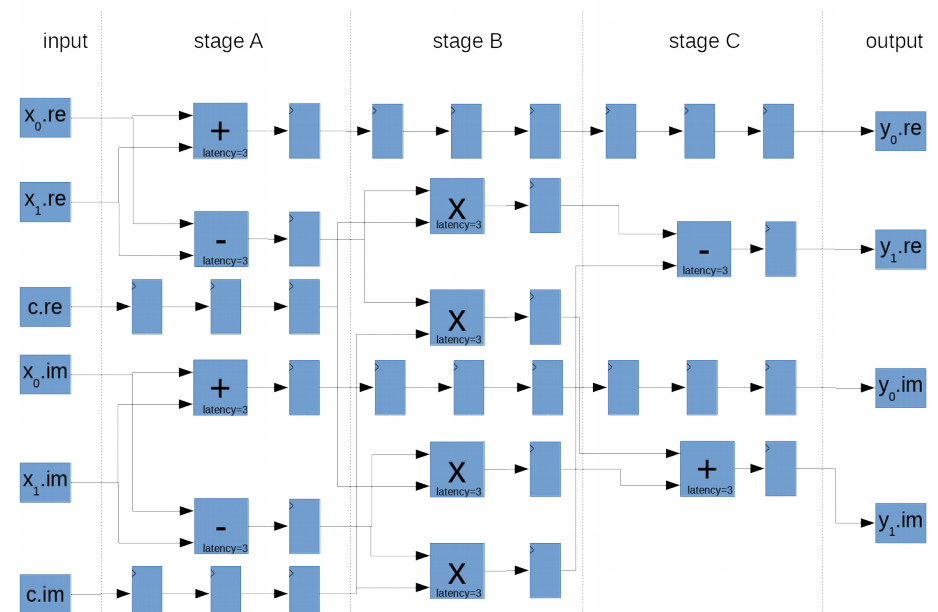 input stage A stage B stage C output
x₀.re
+
latency=3
y₀.re
x₁.re
X
latency=3
-
latency=3
-
latency=3
y₁.re
c.re
X
latency=3
x₀.im
+
latency=3
y₀.im
x₁.im
X
latency=3
+
latency=3
-
latency=3
y₁.im
X
latency=3
c.im